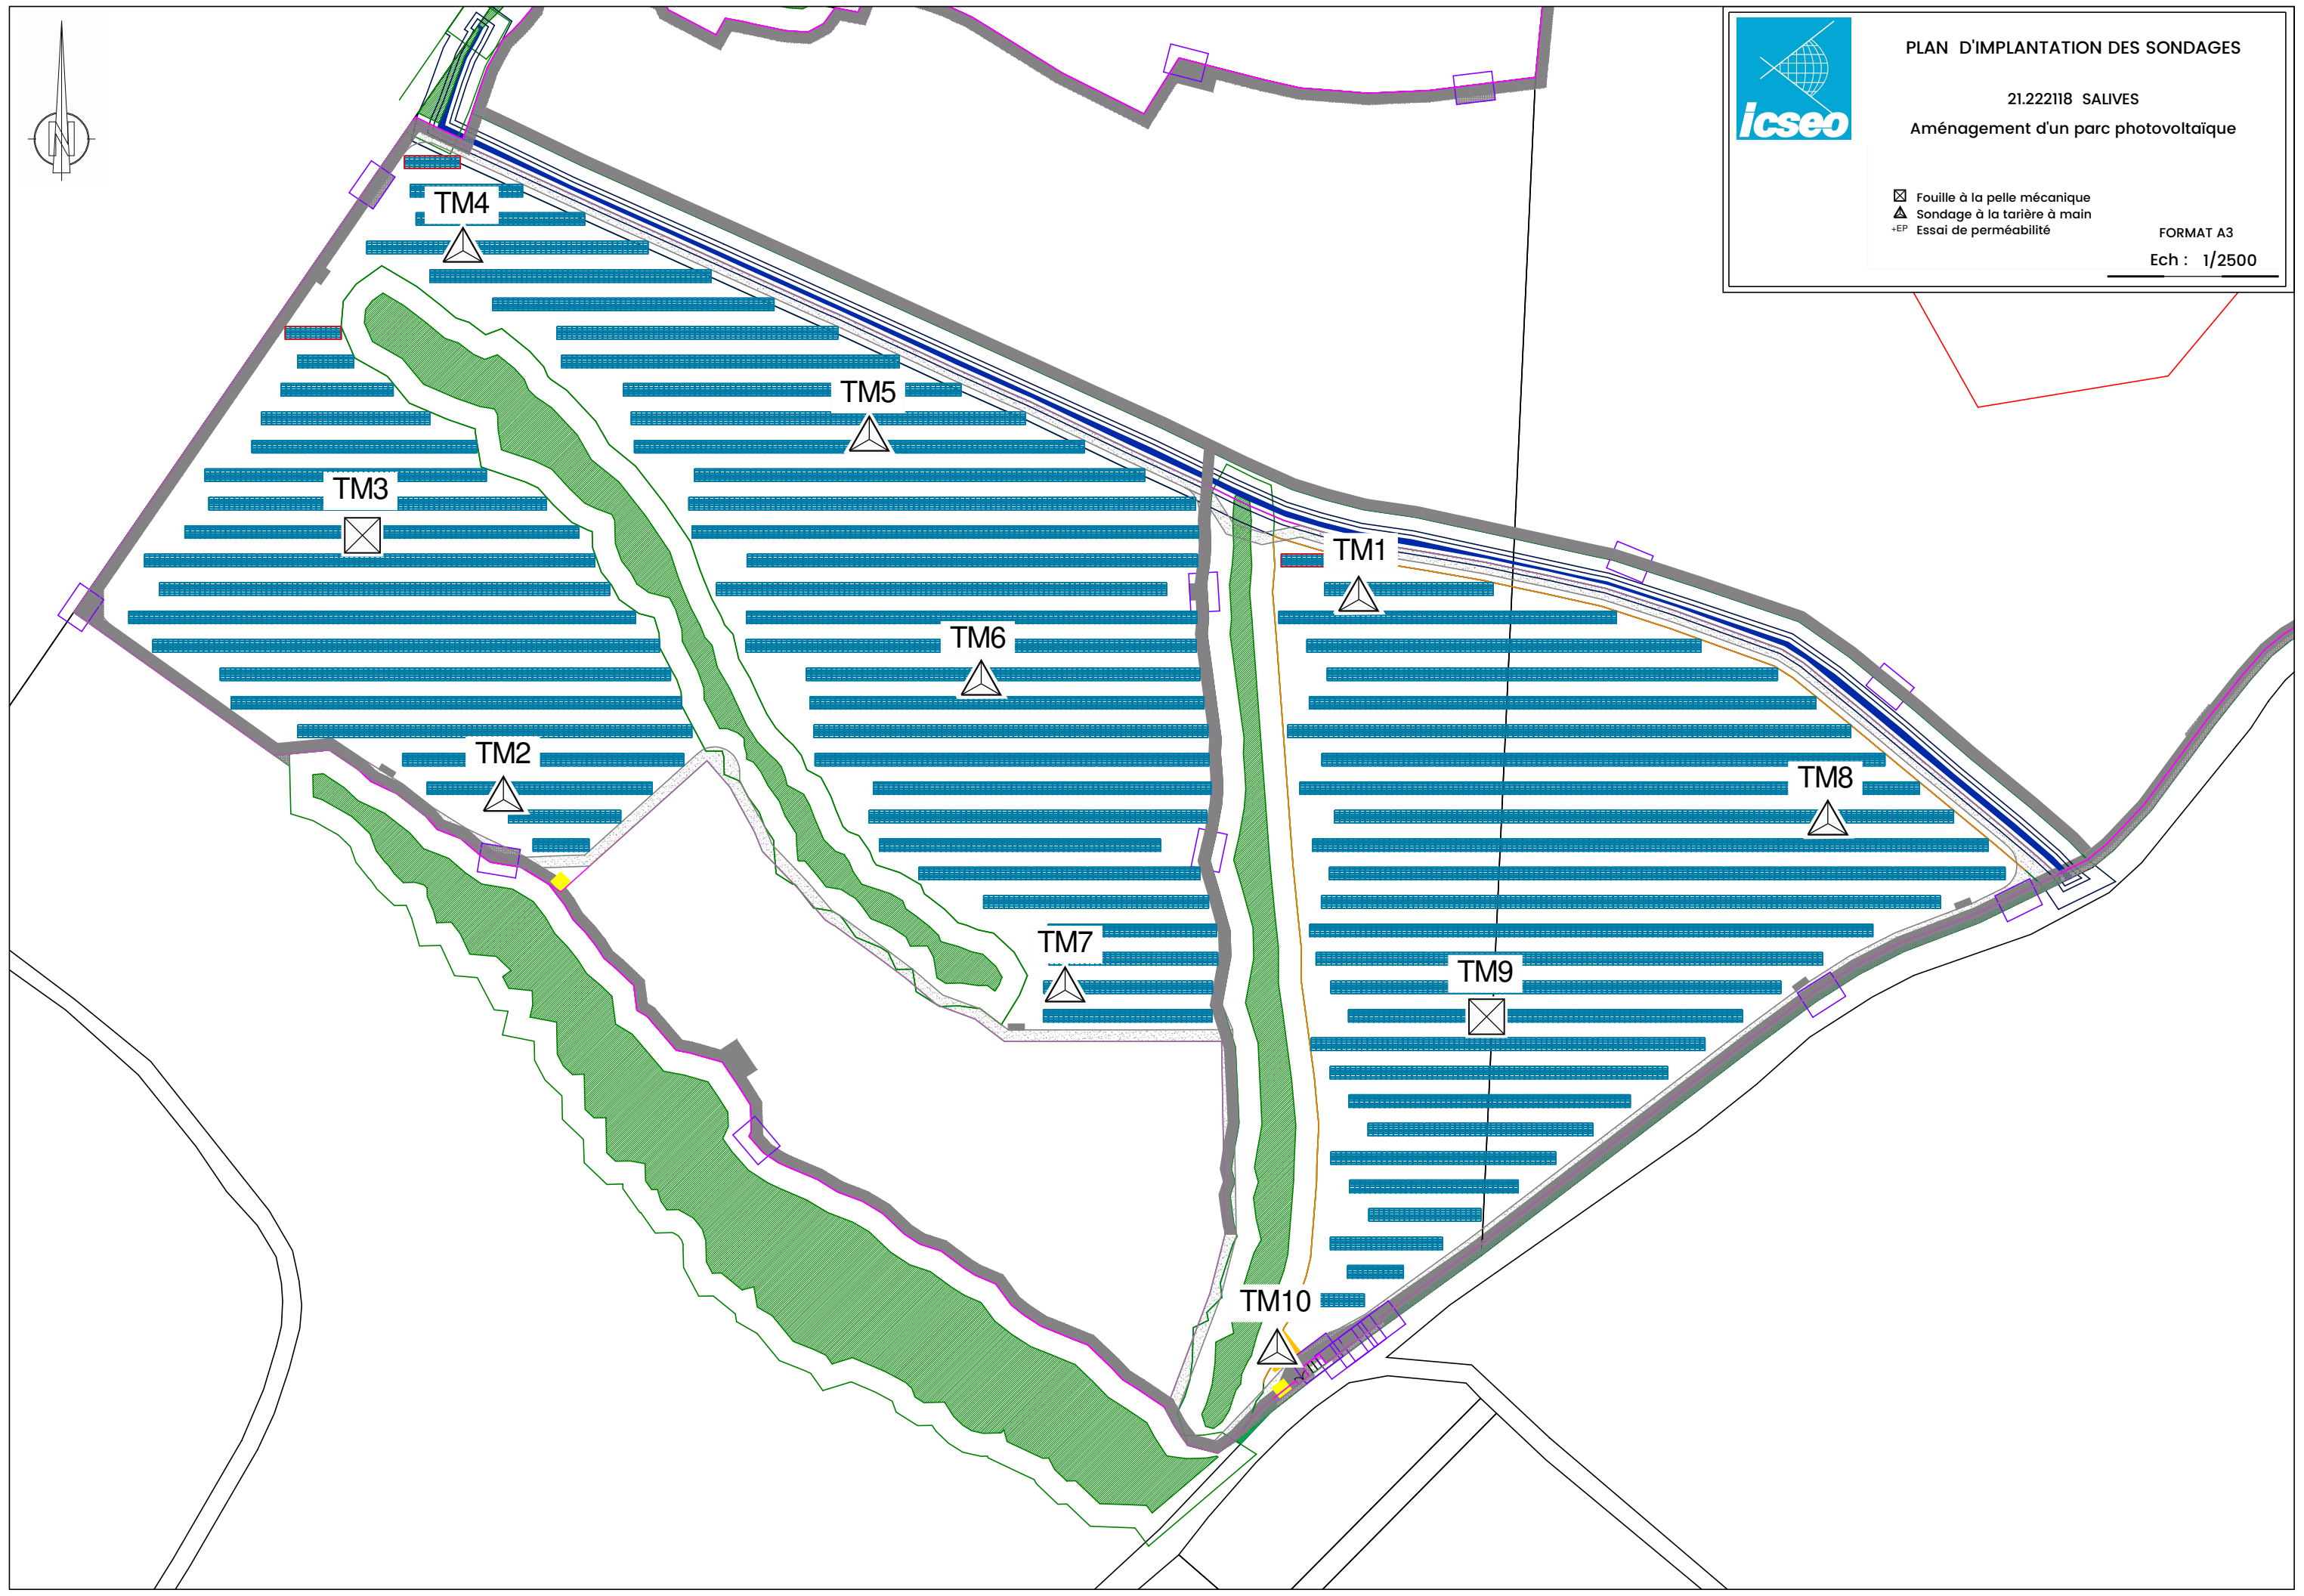 PLAN D'IMPLANTATION DES SONDAGES
21.222118 SALIVES
Aménagement d'un parc photovoltaïque
icseo
Fouille à la pelle mécanique
Sondage à la tarière à main
+EP Essai de perméabilité
FORMAT A3
Ech : 1/2500
N
TM4
TM5
TM3
TM1
TM6
TM2
TM8
TM7
TM9
TM10